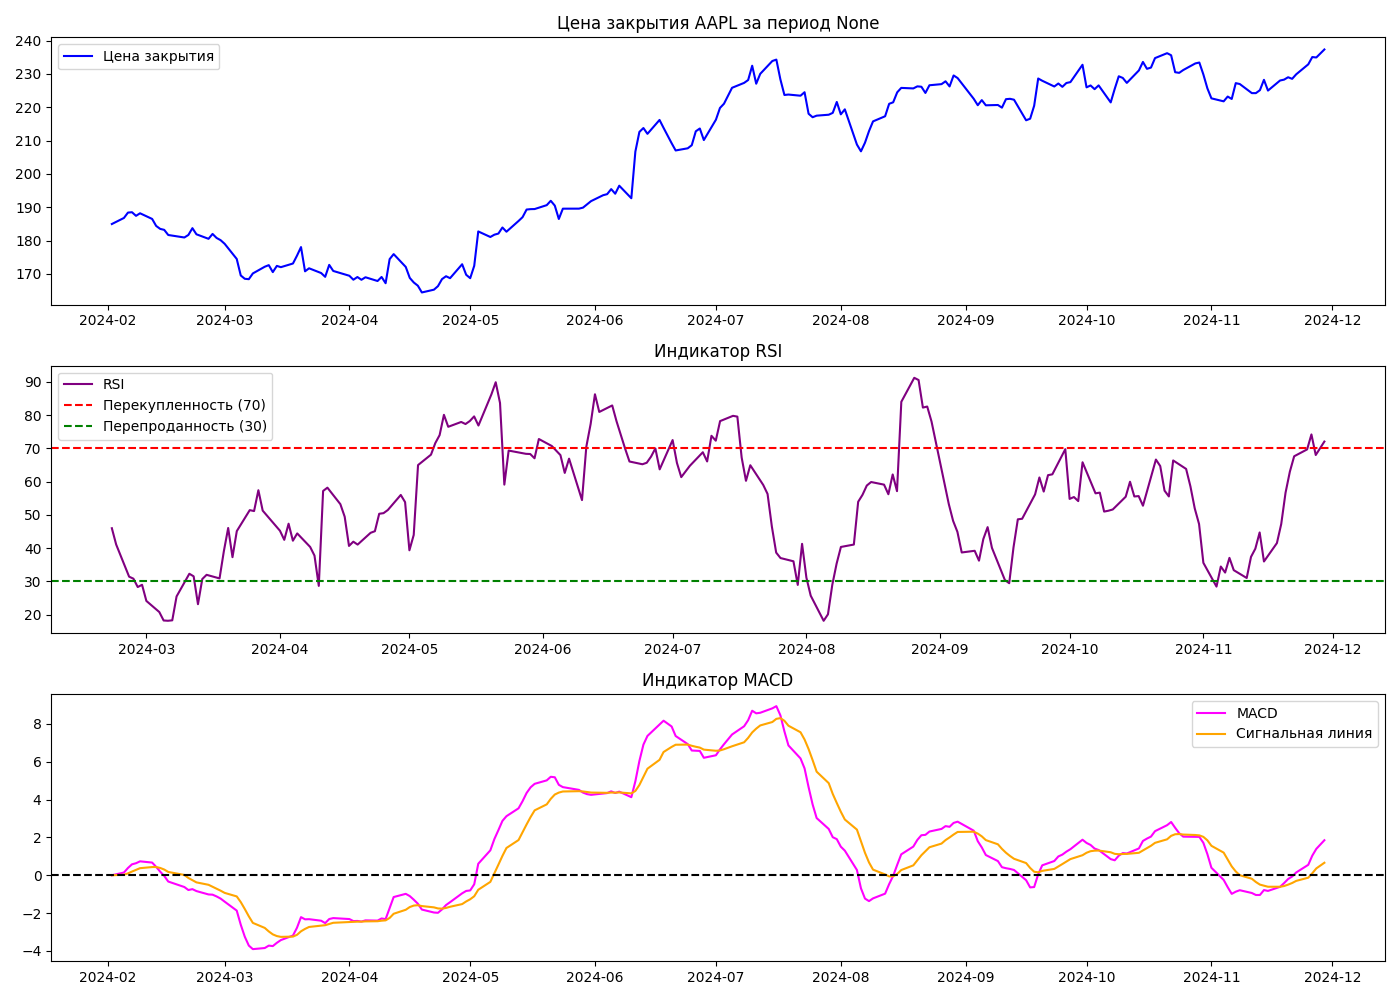 Цена закрытия AAPL за период None
Цена закрытия
240
230
220
210
200
190
180
170
2024-02 2024-03 2024-04 2024-05 2024-06 2024-07 2024-08 2024-09 2024-10 2024-11 2024-12
Индикатор RSI
RSI
Перекупленность (70)
Перепроданность (30)
90
80
70
60
50
40
30
20
2024-03 2024-04 2024-05 2024-06 2024-07 2024-08 2024-09 2024-10 2024-11 2024-12
Индикатор MACD
MACD
Сигнальная линия
8
6
4
2
0
−2
−4
2024-02 2024-03 2024-04 2024-05 2024-06 2024-07 2024-08 2024-09 2024-10 2024-11 2024-12